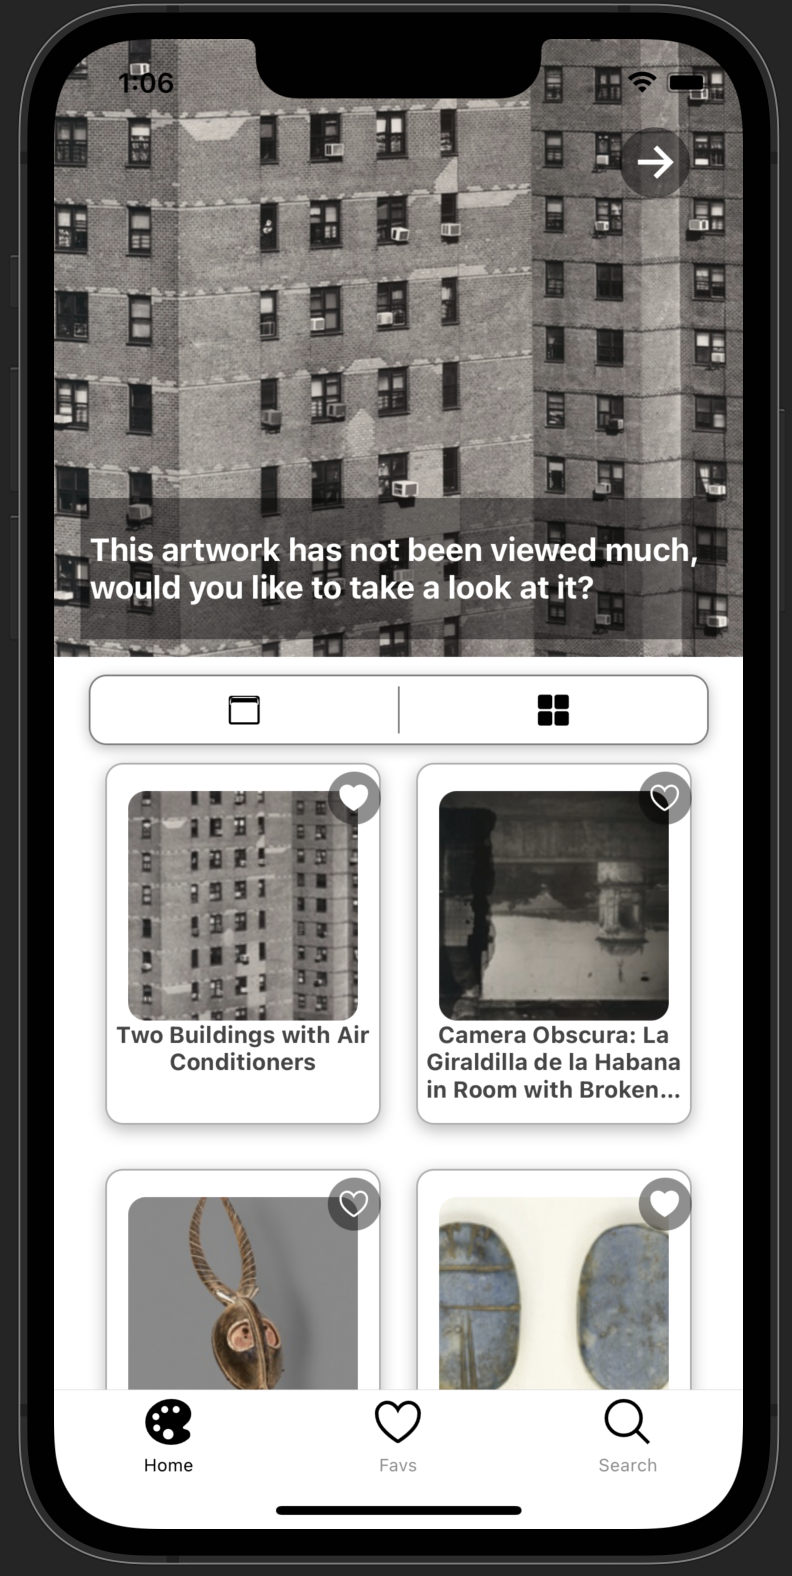 1:06
This artwork has not been viewed much,
would you like to take a look at it?
Two Buildings with Air
Conditioners
Camera Obscura: La
Giraldilla de la Habana
in Room with Broken...
Home
Favs
Search